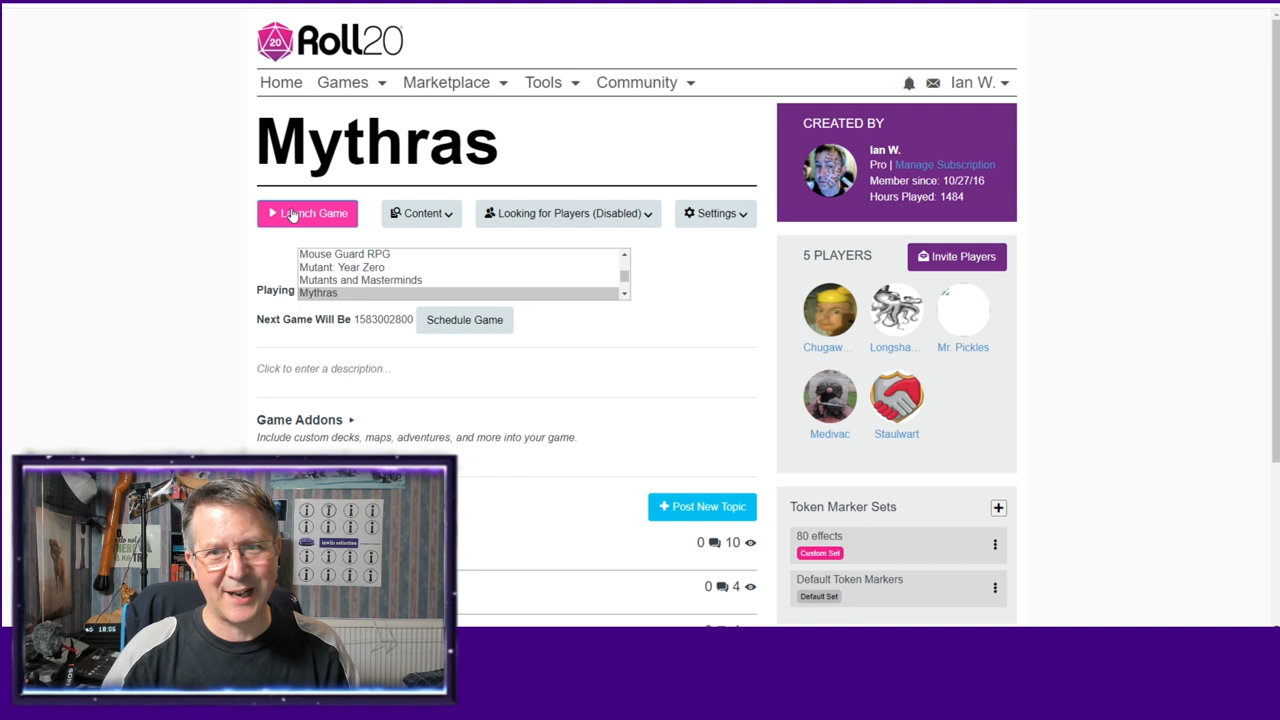 20 Roll20
Home Games Marketplace Tools Community Ian W.
Mythras
Launch Game Content Looking for Players (Disabled) Settings
Mouse Guard RPG
Mutant: Year Zero
Mutants and Masterminds
Playing Mythras
Next Game Will Be 1583002800 Schedule Game
Click to enter a description...
Game Addons
Include custom decks, maps, adventures, and more into your game.
Post New Topic
0 10
0 4
CREATED BY
Ian W.
Pro | Manage Subscription
Member since: 10/27/16
Hours Played: 1484
5 PLAYERS Invite Players
Chugaw... Longsha... Mr. Pickles
Medivac Staulwart
Token Marker Sets
80 effects
Custom Set
Default Token Markers
Default Set
18:06